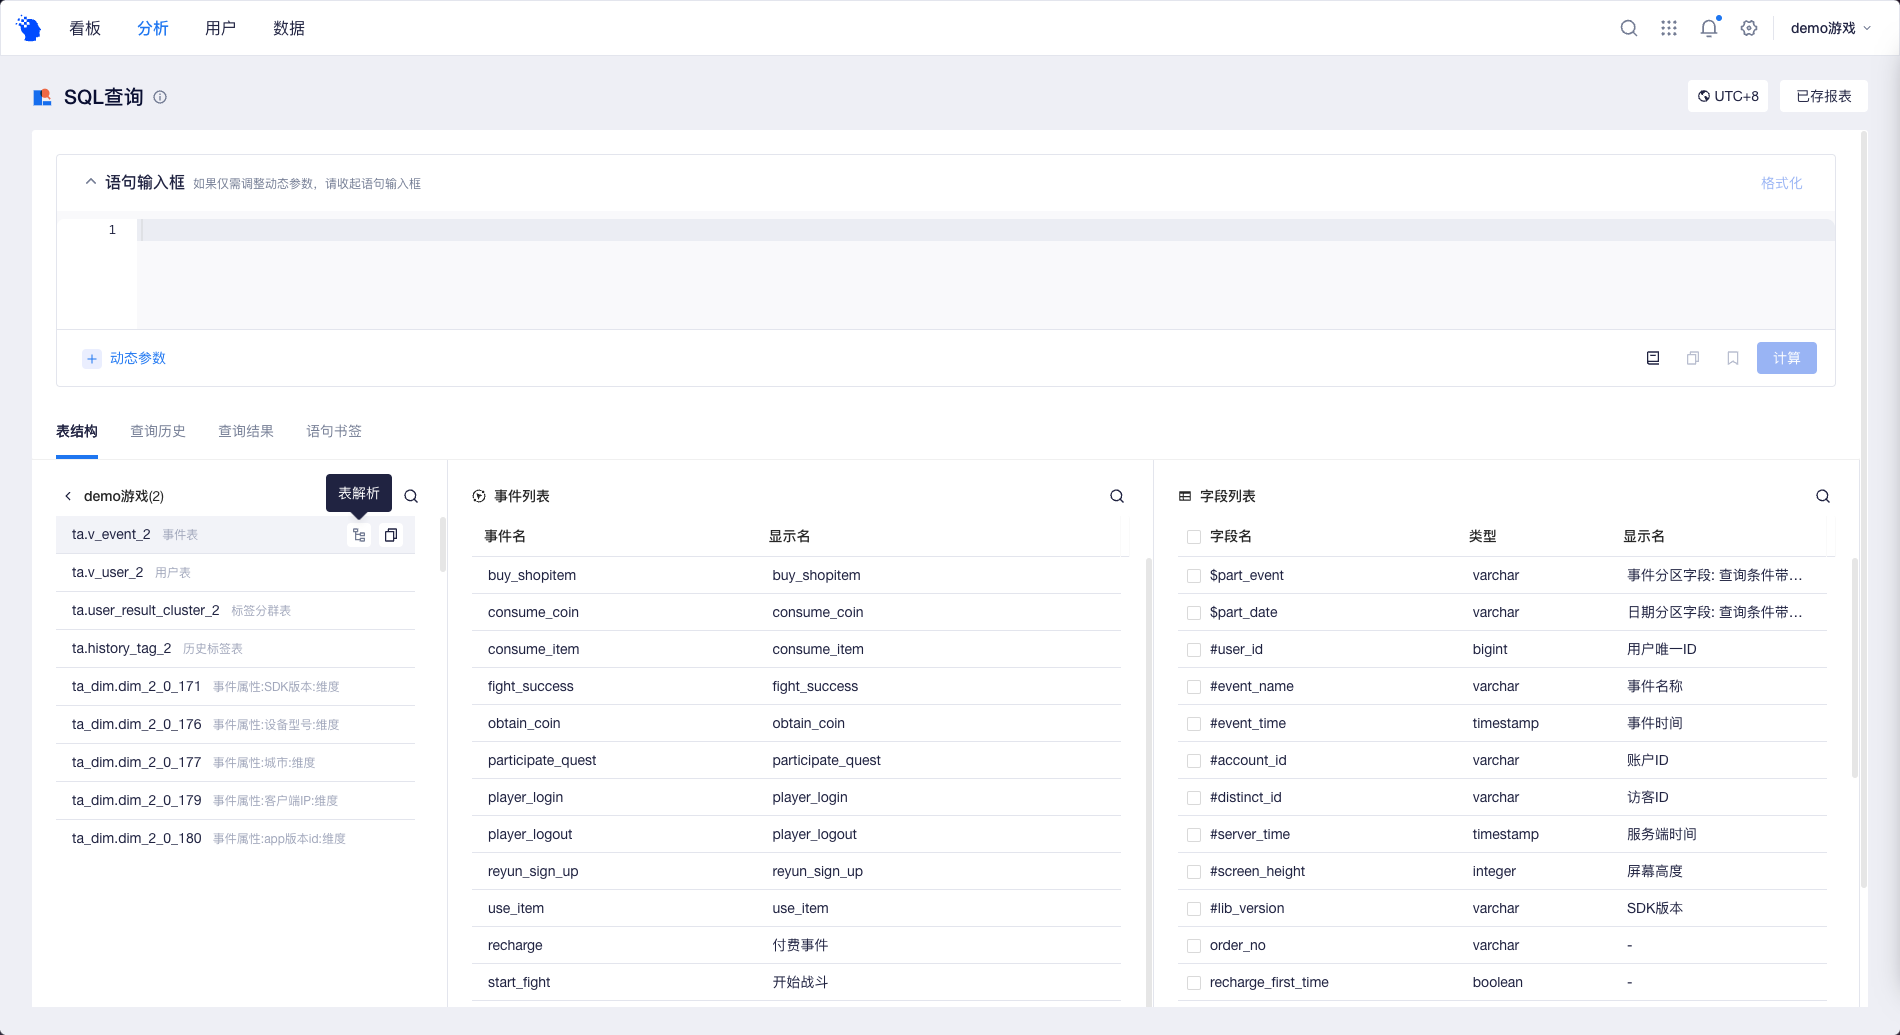 看板 分析 用户 数据 demo游戏
SQL查询 UTC+8 已存报表
语句输入框 如果仅需调整动态参数，请收起语句输入框 格式化
1
动态参数 计算
表结构 查询历史 查询结果 语句书签
demo游戏(2) 表解析
ta.v_event_2 事件表
ta.v_user_2 用户表
ta.user_result_cluster_2 标签分群表
ta.history_tag_2 历史标签表
ta_dim.dim_2_0_171 事件属性:SDK版本:维度
ta_dim.dim_2_0_176 事件属性:设备型号:维度
ta_dim.dim_2_0_177 事件属性:城市:维度
ta_dim.dim_2_0_179 事件属性:客户端IP:维度
ta_dim.dim_2_0_180 事件属性:app版本id:维度
事件列表
事件名 显示名
buy_shopitem buy_shopitem
consume_coin consume_coin
consume_item consume_item
fight_success fight_success
obtain_coin obtain_coin
participate_quest participate_quest
player_login player_login
player_logout player_logout
reyun_sign_up reyun_sign_up
use_item use_item
recharge 付费事件
start_fight 开始战斗
字段列表
字段名 类型 显示名
$part_event varchar 事件分区字段: 查询条件带...
$part_date varchar 日期分区字段: 查询条件带...
#user_id bigint 用户唯一ID
#event_name varchar 事件名称
#event_time timestamp 事件时间
#account_id varchar 账户ID
#distinct_id varchar 访客ID
#server_time timestamp 服务端时间
#screen_height integer 屏幕高度
#lib_version varchar SDK版本
order_no varchar -
recharge_first_time boolean -